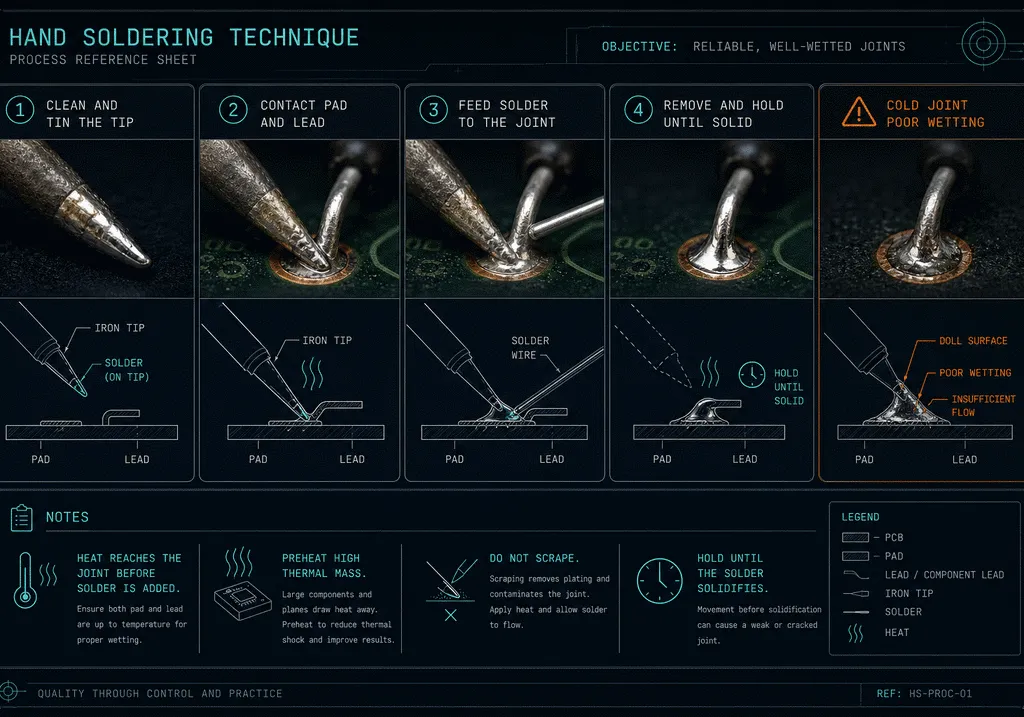 HAND SOLDERING TECHNIQUE
PROCESS REFERENCE SHEET
OBJECTIVE: RELIABLE, WELL-WETTED JOINTS
1 CLEAN AND
TIN THE TIP
2 CONTACT PAD
AND LEAD
3 FEED SOLDER
TO THE JOINT
4 REMOVE AND HOLD
UNTIL SOLID
COLD JOINT
POOR WETTING
IRON TIP
SOLDER
(ON TIP)
PAD
LEAD
IRON TIP
PAD
LEAD
SOLDER
WIRE
PAD
LEAD
HOLD
UNTIL
SOLID
PAD
LEAD
DOLL SURFACE
POOR WETTING
INSUFFICIENT
FLOW
PAD
LEAD
NOTES
HEAT REACHES THE
JOINT BEFORE
SOLDER IS ADDED.
Ensure both pad and lead
are up to temperature for
proper wetting.
PREHEAT HIGH
THERMAL MASS.
Large components and
planes draw heat away.
Preheat to reduce thermal
shock and improve results.
DO NOT SCRAPE.
Scraping removes plating and
contaminates the joint.
Apply heat and allow solder
to flow.
HOLD UNTIL
THE SOLDER
SOLIDIFIES.
Movement before solidification
can cause a weak or cracked
joint.
LEGEND
PCB
PAD
LEAD / COMPONENT LEAD
IRON TIP
SOLDER
HEAT
QUALITY THROUGH CONTROL AND PRACTICE
REF: HS-PROC-01